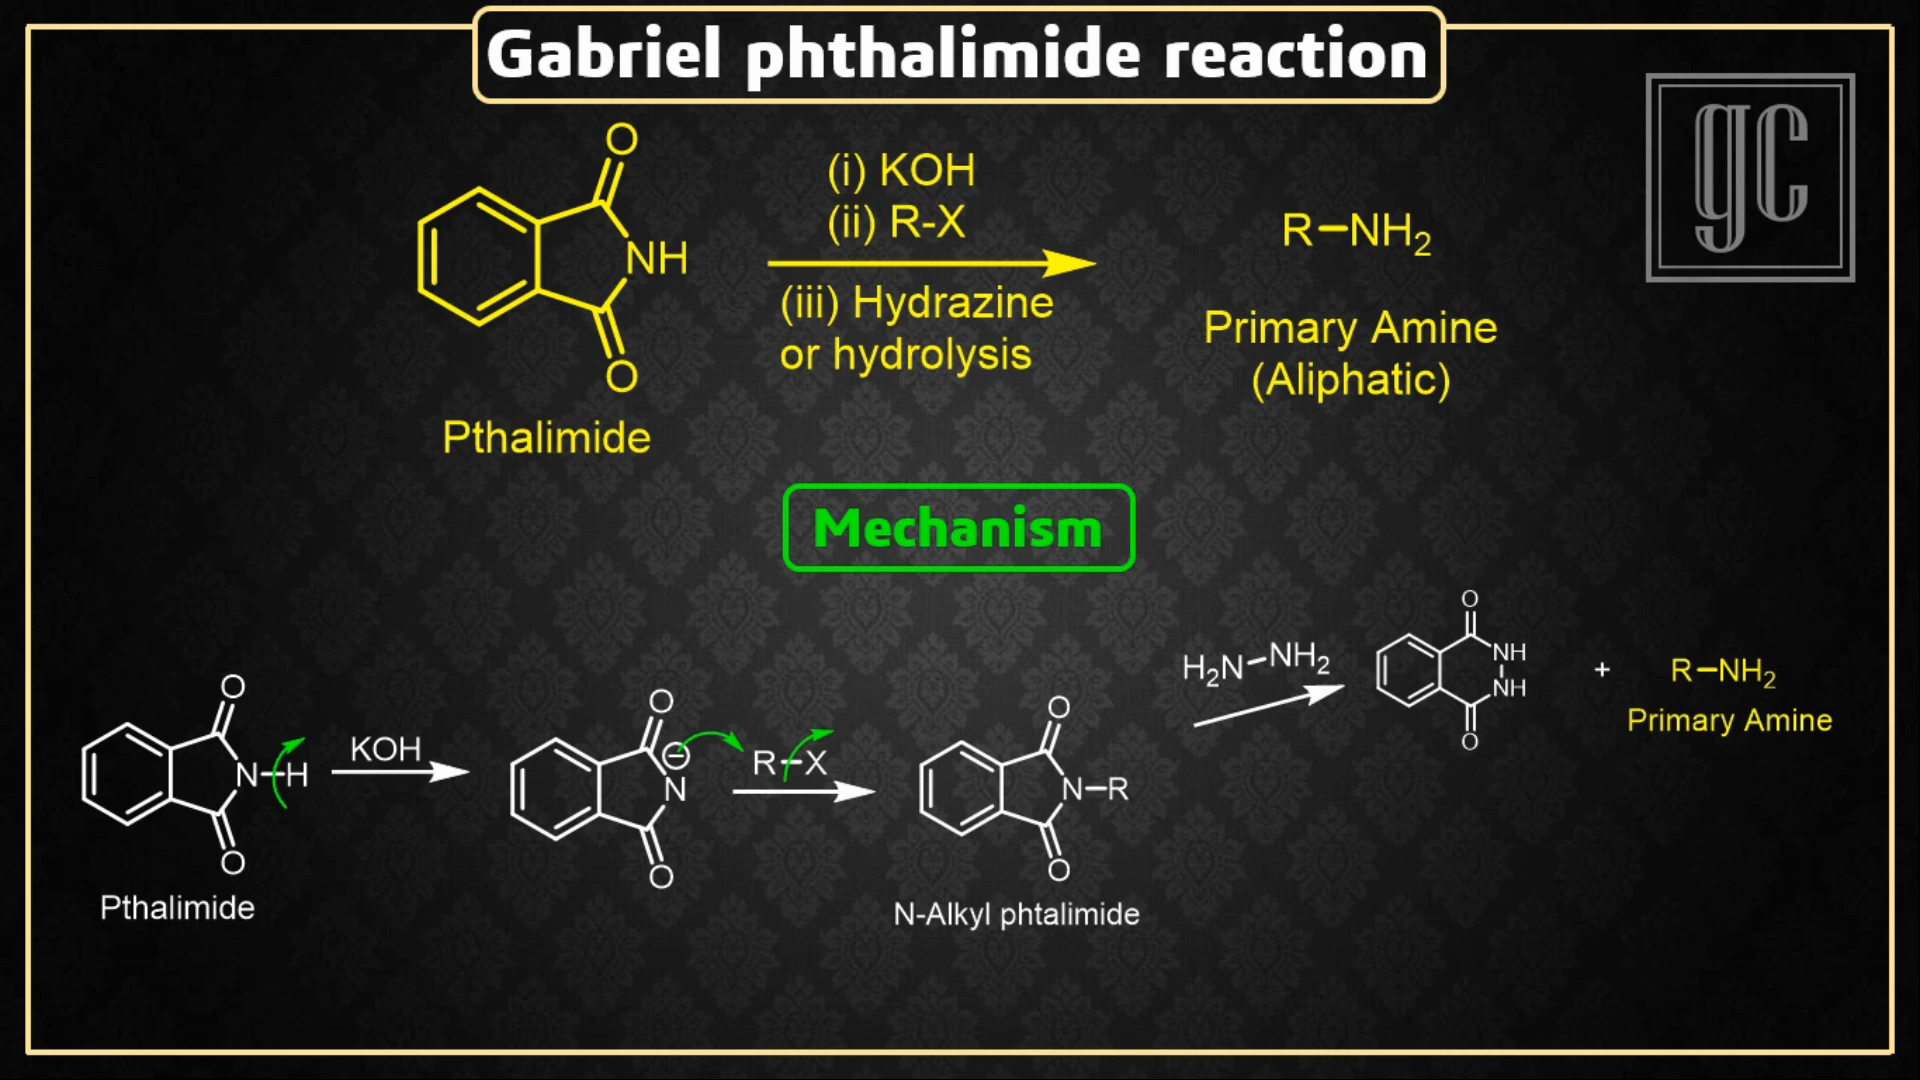 Gabriel phthalimide reaction
gc
O
NH
O
Pthalimide
(i) KOH
(ii) R-X
(iii) Hydrazine
or hydrolysis
R–NH₂
Primary Amine
(Aliphatic)
Mechanism
O
N–H
O
Pthalimide
KOH
O
⊖
N
O
R–X
O
N–R
O
N-Alkyl phtalimide
H₂N–NH₂
O
NH
NH
O
+
R–NH₂
Primary Amine